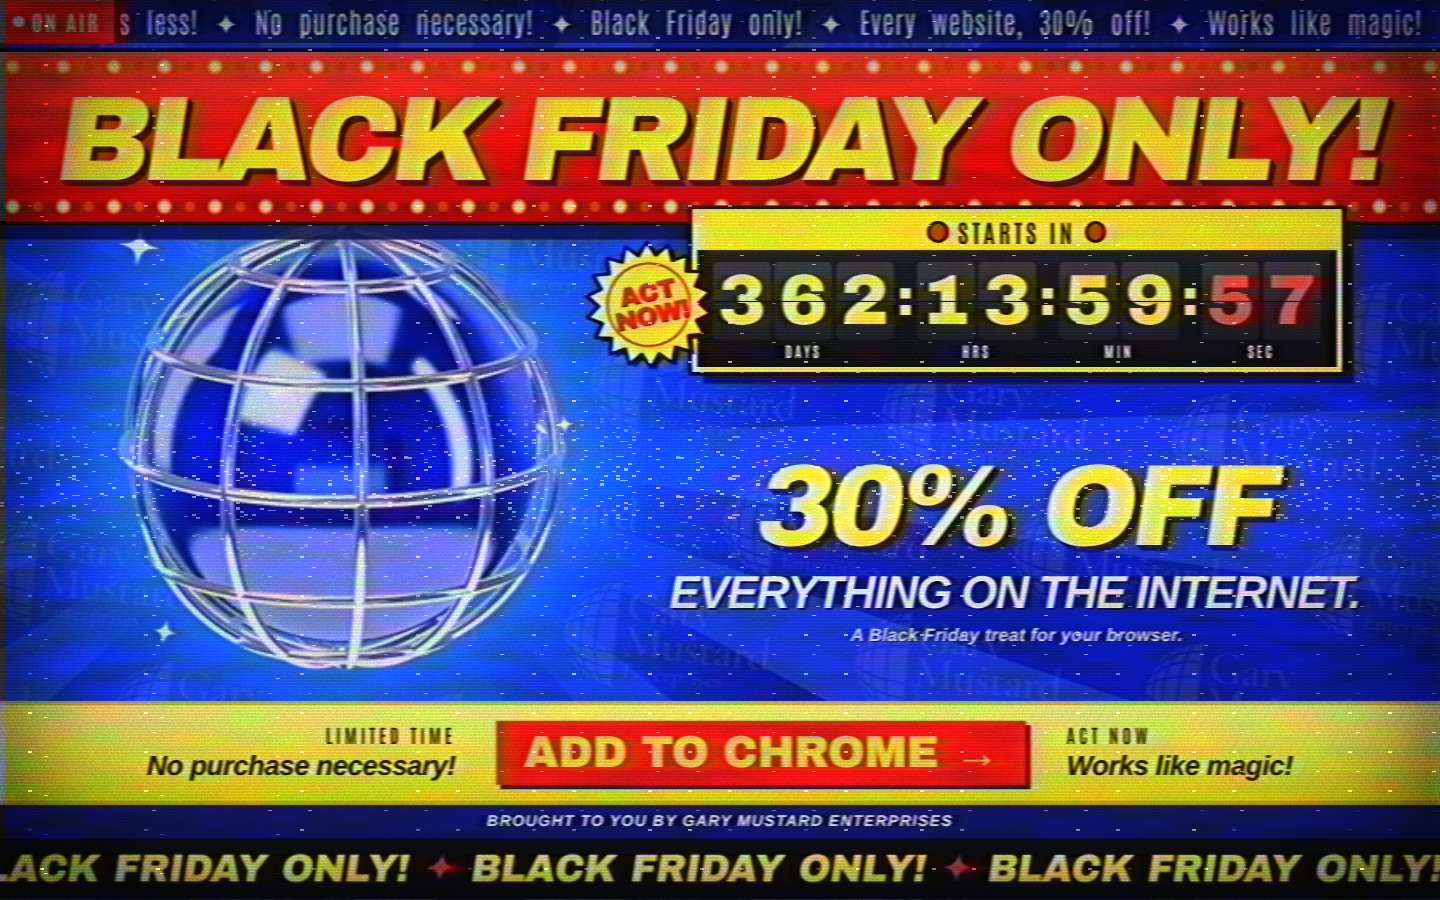 ON AIR
s less! ✦ No purchase necessary! ✦ Black Friday only! ✦ Every website, 30% off! ✦ Works like magic!
BLACK FRIDAY ONLY!
STARTS IN
ACT NOW!
362:13:59:57
DAYS HRS MIN SEC
Gary Mustard
30% OFF
EVERYTHING ON THE INTERNET.
A Black Friday treat for your browser.
LIMITED TIME
No purchase necessary!
ADD TO CHROME →
ACT NOW
Works like magic!
BROUGHT TO YOU BY GARY MUSTARD ENTERPRISES
ACK FRIDAY ONLY! ✦ BLACK FRIDAY ONLY! ✦ BLACK FRIDAY ONLY!